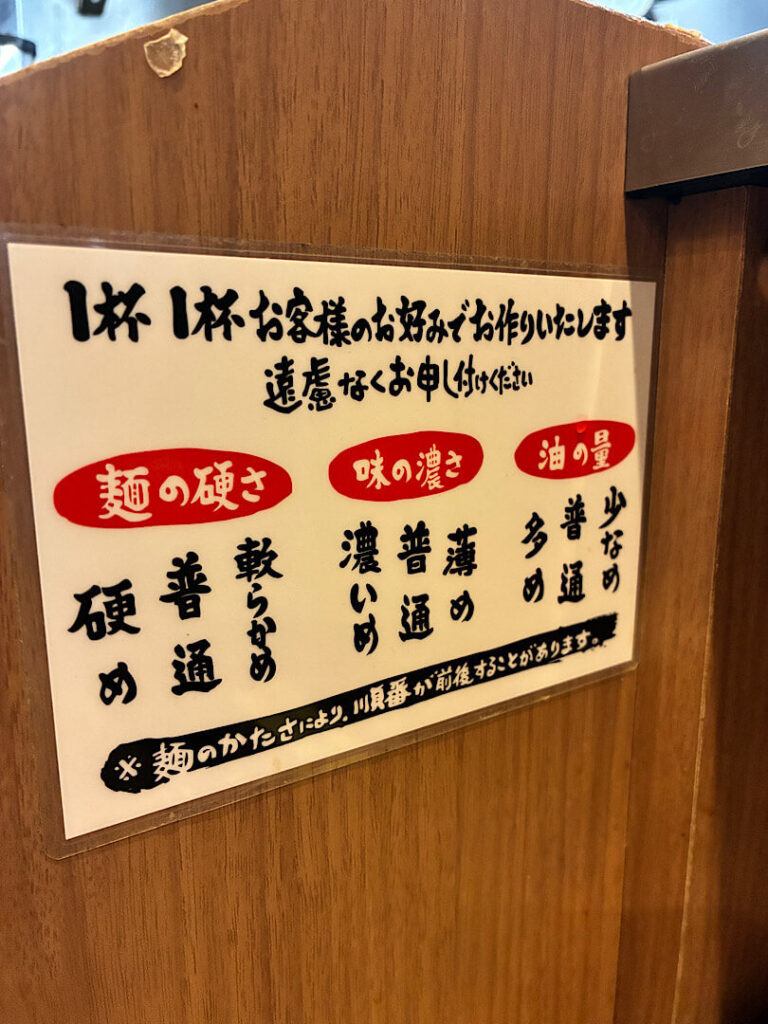 1杯1杯お客様のお好みでお作りいたします
遠慮なくお申し付けください
麺の硬さ
硬め
普通
軟らかめ
味の濃さ
濃いめ
普通
薄め
油の量
多め
普通
少なめ
※麺のかたさにより、順番が前後することがあります。